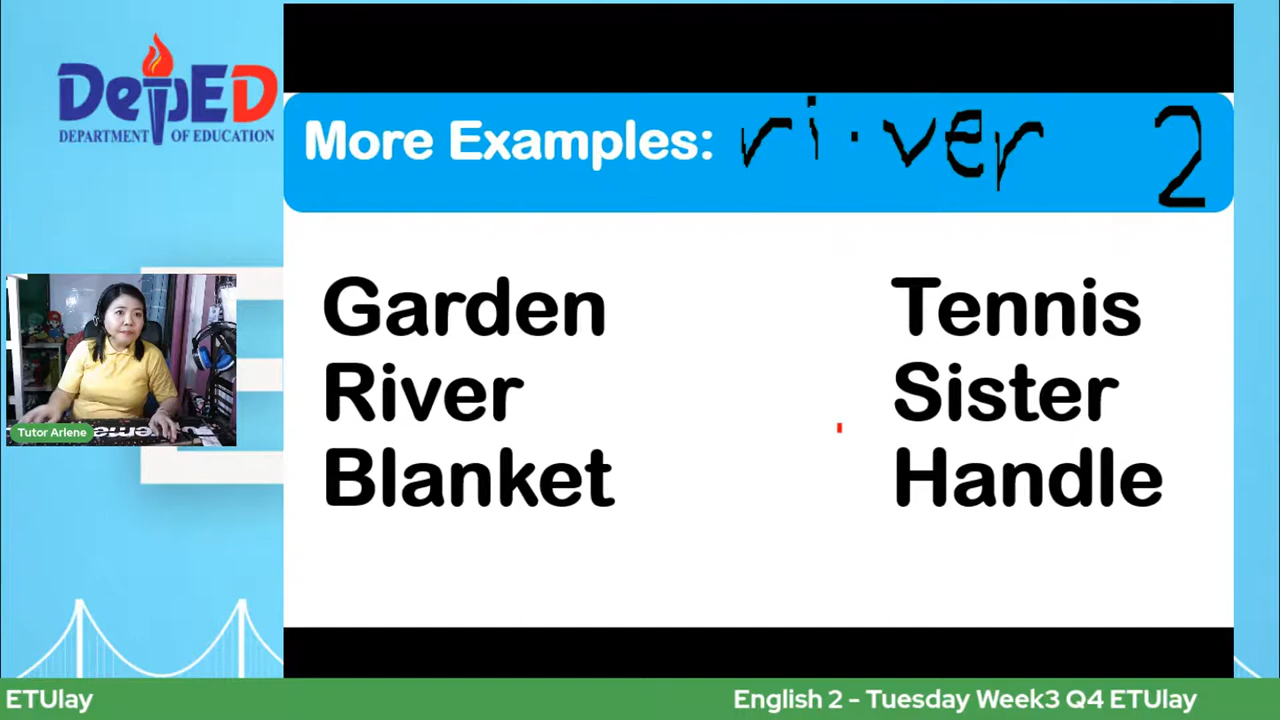 DepED
DEPARTMENT OF EDUCATION
More Examples: ri·ver 2
Garden
River
Blanket
Tennis
Sister
Handle
Tutor Arlene
ETUlay
English 2 - Tuesday Week3 Q4 ETUlay